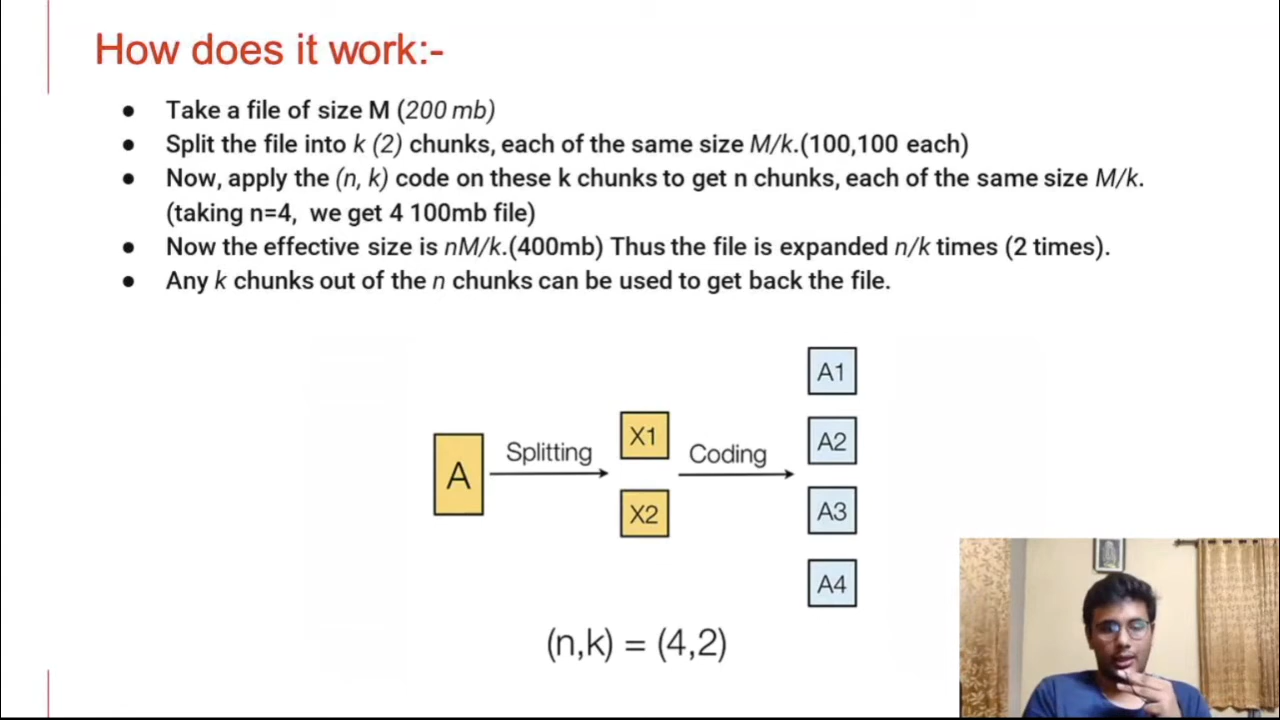 How does it work:-
● Take a file of size M (200 mb)
● Split the file into k (2) chunks, each of the same size M/k.(100,100 each)
● Now, apply the (n, k) code on these k chunks to get n chunks, each of the same size M/k.
(taking n=4, we get 4 100mb file)
● Now the effective size is nM/k.(400mb) Thus the file is expanded n/k times (2 times).
● Any k chunks out of the n chunks can be used to get back the file.
A
Splitting
X1
X2
Coding
A1
A2
A3
A4
(n,k) = (4,2)